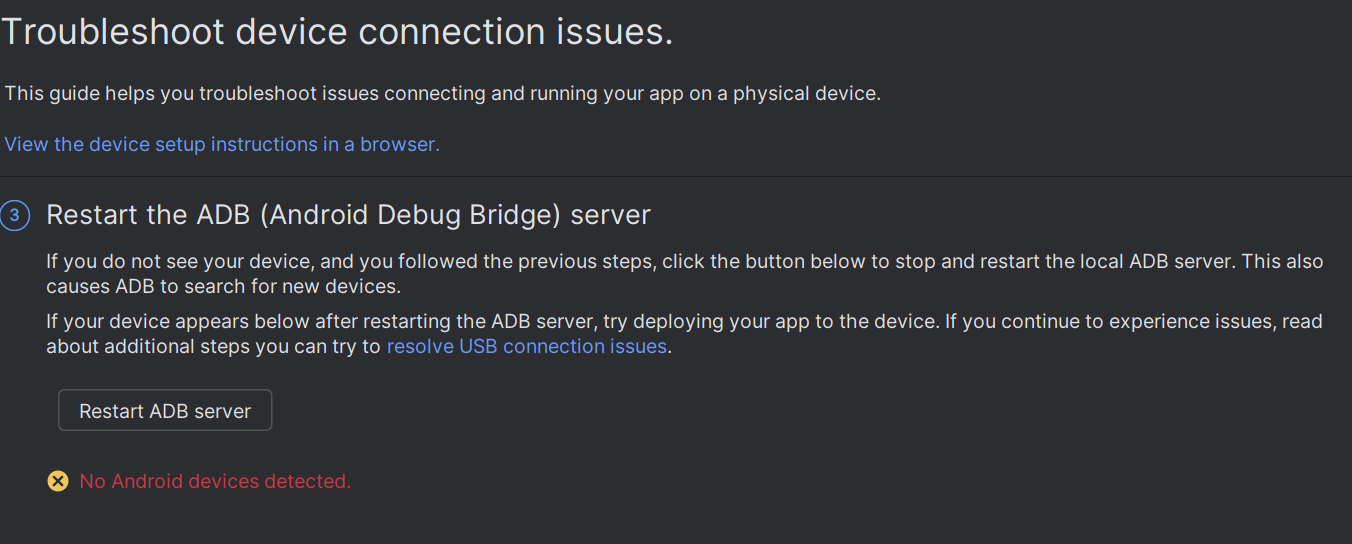 Troubleshoot device connection issues.
This guide helps you troubleshoot issues connecting and running your app on a physical device.
View the device setup instructions in a browser.
3 Restart the ADB (Android Debug Bridge) server
If you do not see your device, and you followed the previous steps, click the button below to stop and restart the local ADB server. This also
causes ADB to search for new devices.
If your device appears below after restarting the ADB server, try deploying your app to the device. If you continue to experience issues, read
about additional steps you can try to resolve USB connection issues.
Restart ADB server
No Android devices detected.